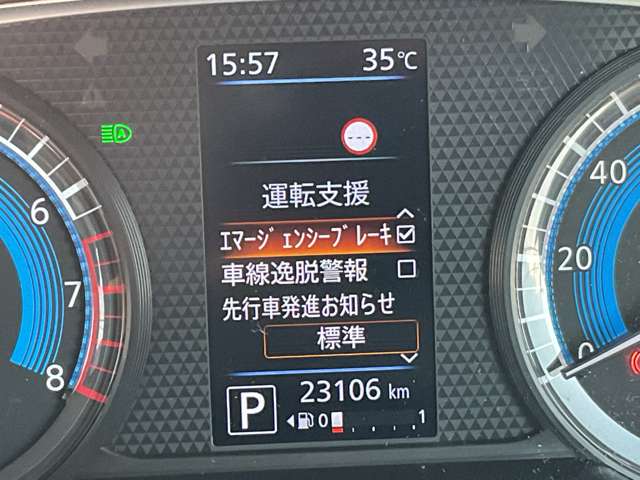 15:57 35℃
A
---
運転支援
ｴﾏｰｼﾞｪﾝｼｰﾌﾞﾚｰｷ
車線逸脱警報
先行車発進お知らせ
標準
P 23106 km
0 1
6
7
8
40
20
0